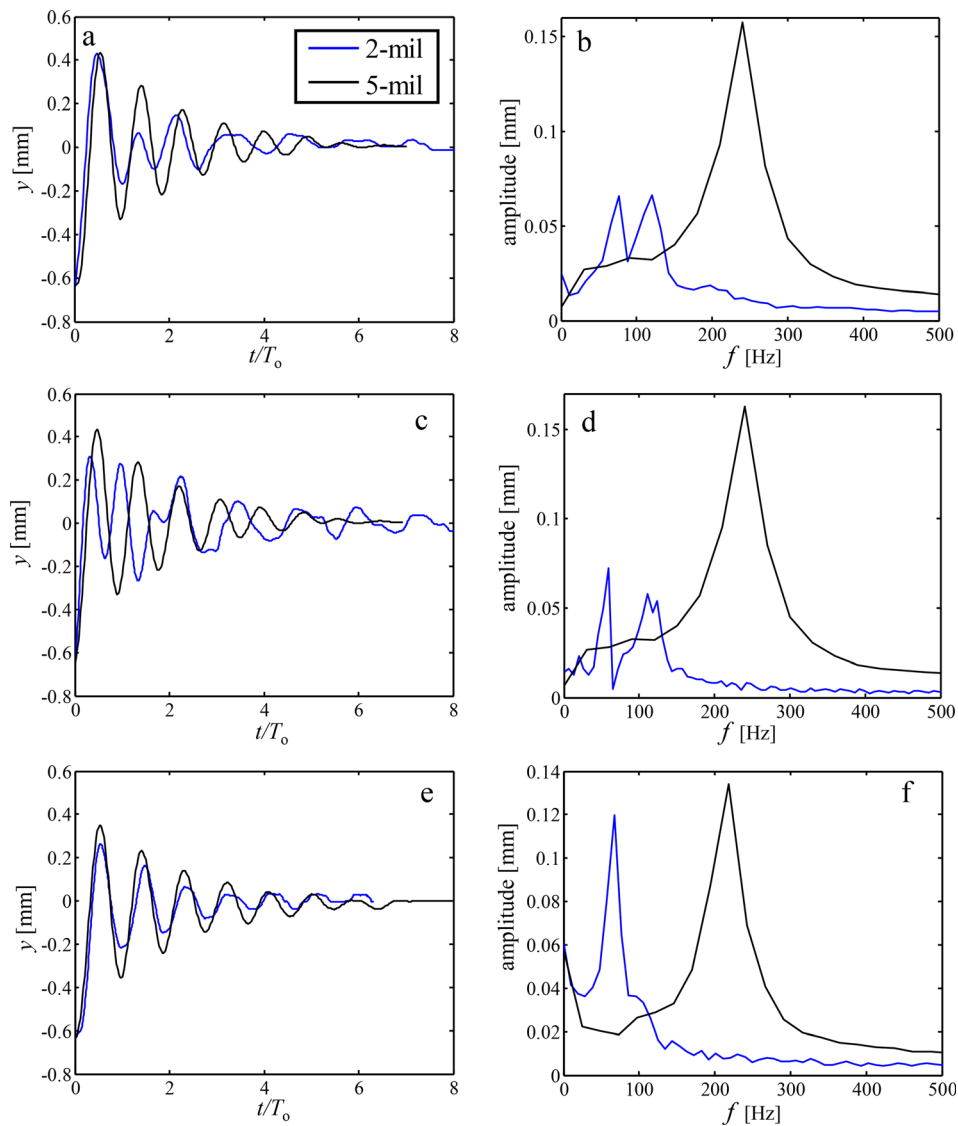 a
2-mil
5-mil
0.6
0.4
0.2
0
-0.2
-0.4
-0.6
-0.8
y [mm]
0 2 4 6 8
t/To
b
0.15
0.1
0.05
0
amplitude [mm]
0 100 200 300 400 500
f [Hz]
c
0.6
0.4
0.2
0
-0.2
-0.4
-0.6
-0.8
y [mm]
0 2 4 6 8
t/To
d
0.15
0.1
0.05
0
amplitude [mm]
0 100 200 300 400 500
f [Hz]
e
0.6
0.4
0.2
0
-0.2
-0.4
-0.6
-0.8
y [mm]
0 2 4 6 8
t/To
f
0.14
0.12
0.1
0.08
0.06
0.04
0.02
0
amplitude [mm]
0 100 200 300 400 500
f [Hz]